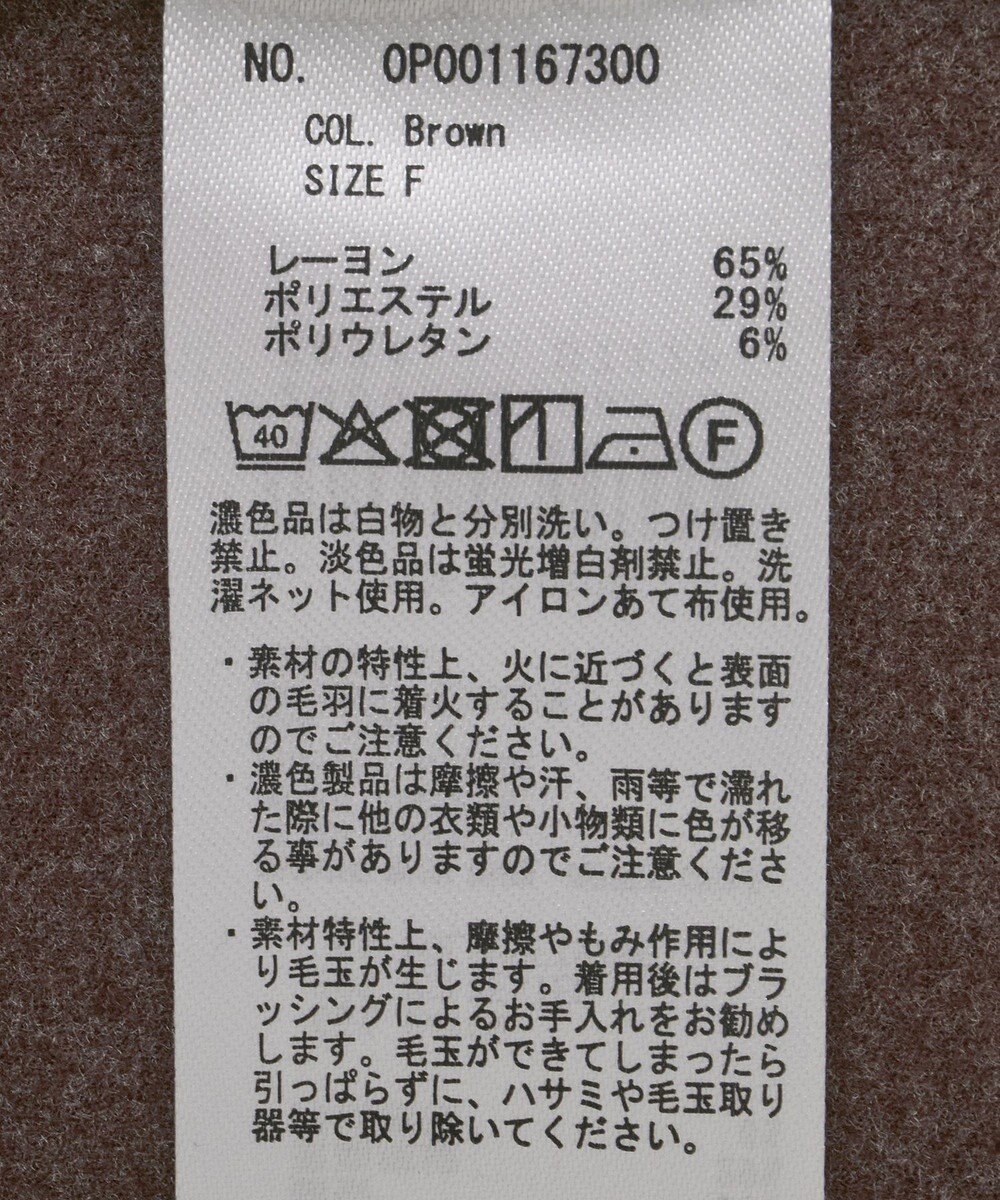 NO. OP001167300
COL. Brown
SIZE F
レーヨン 65%
ポリエステル 29%
ポリウレタン 6%
40 F
濃色品は白物と分別洗い。つけ置き
禁止。淡色品は蛍光増白剤禁止。洗
濯ネット使用。アイロンあて布使用。
・素材の特性上、火に近づくと表面
の毛羽に着火することがあります
のでご注意ください。
・濃色製品は摩擦や汗、雨等で濡れ
た際に他の衣類や小物類に色が移
る事がありますのでご注意くださ
い。
・素材特性上、摩擦やもみ作用によ
り毛玉が生じます。着用後はブラ
ッシングによるお手入れをお勧め
します。毛玉ができてしまったら
引っぱらずに、ハサミや毛玉取り
器等で取り除いてください。